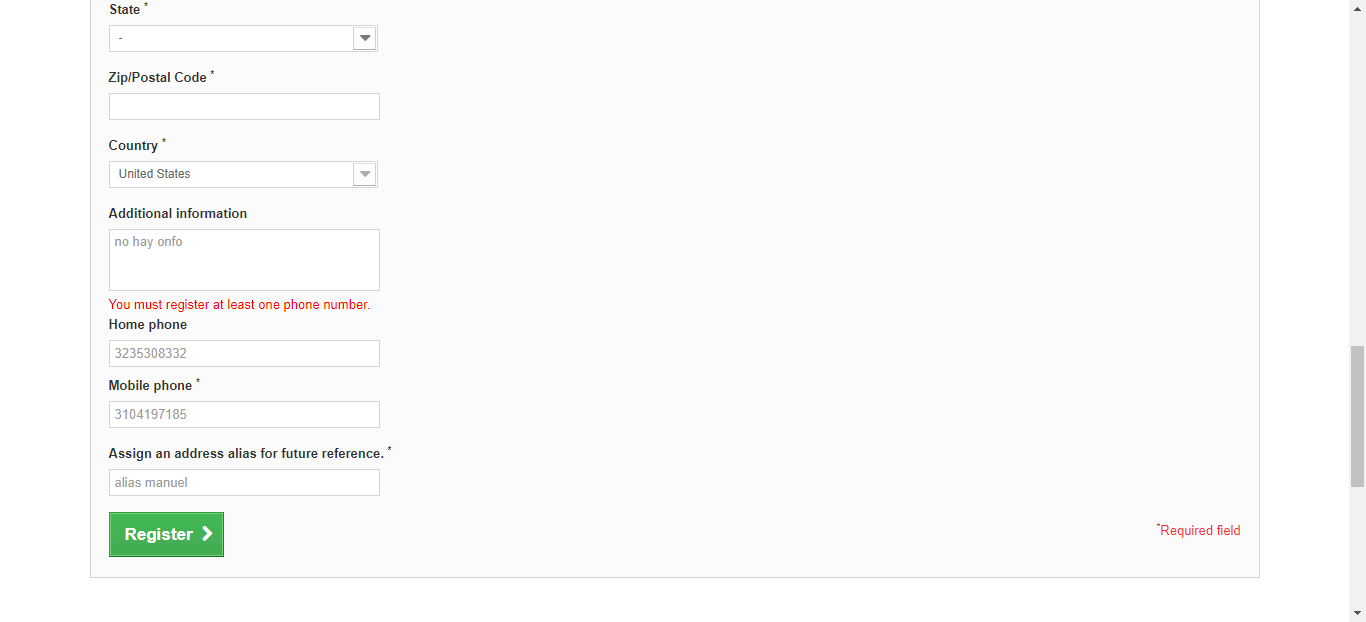 State *
-
Zip/Postal Code *
Country *
United States
Additional information
no hay onfo
You must register at least one phone number.
Home phone
3235308332
Mobile phone *
3104197185
Assign an address alias for future reference. *
alias manuel
Register
*Required field